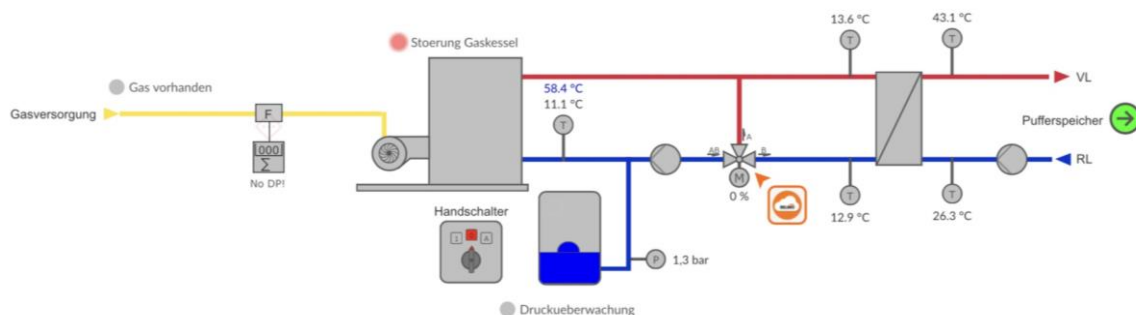 13.6 °C
43.1 °C
Stoerung Gaskessel
T
T
VL
Gas vorhanden
58.4 °C
11.1 °C
Gasversorgung
F
T
A
Pufferspeicher
000
Σ
AB
B
RL
No DP!
M
0 %
T
T
12.9 °C
26.3 °C
Handschalter
1
0
A
P
1,3 bar
Druckueberwachung